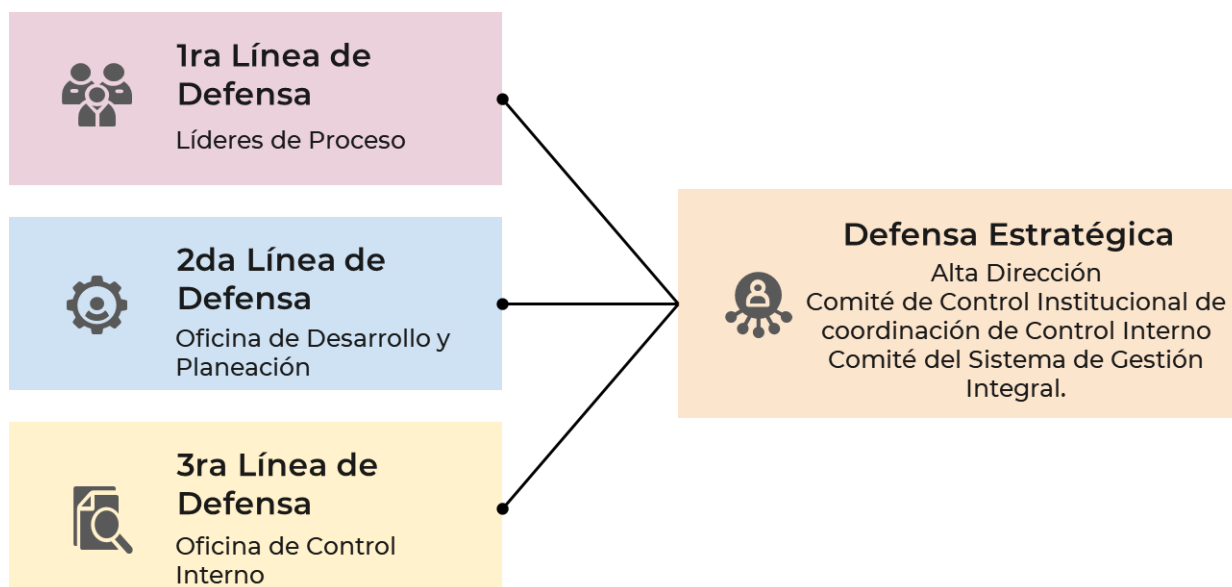 1ra Línea de
Defensa
Líderes de Proceso
2da Línea de
Defensa
Oficina de Desarrollo y
Planeación
3ra Línea de
Defensa
Oficina de Control
Interno
Defensa Estratégica
Alta Dirección
Comité de Control Institucional de
coordinación de Control Interno
Comité del Sistema de Gestión
Integral.